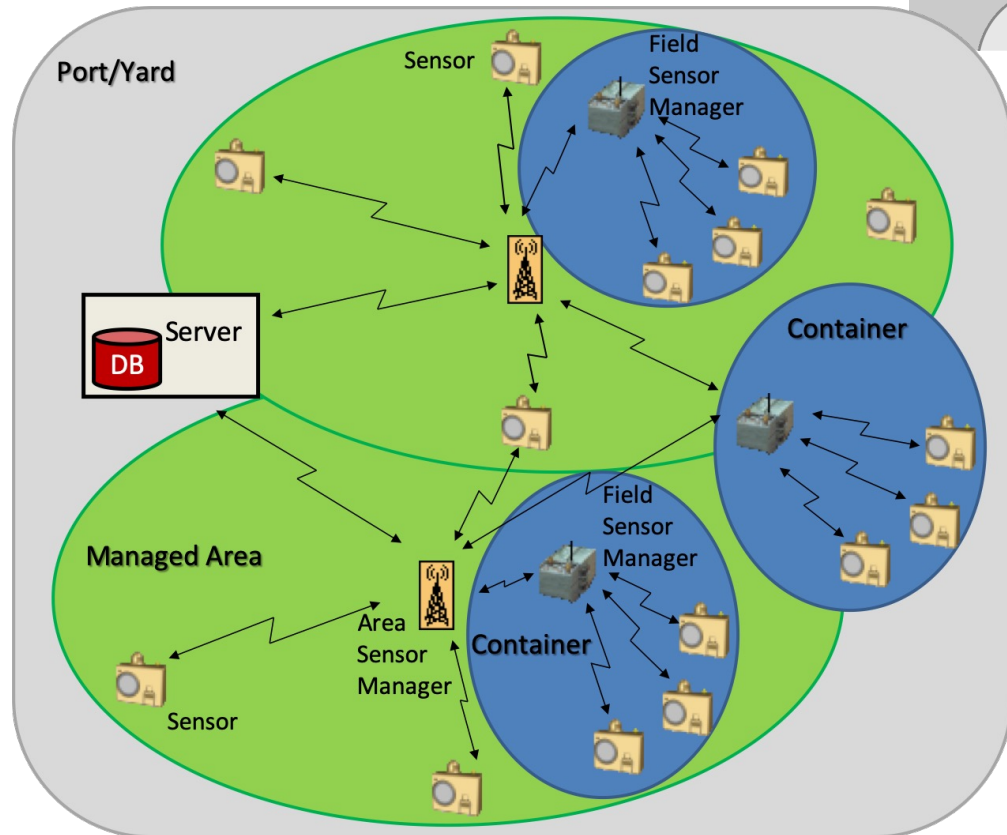 Port/Yard
Sensor
Field
Sensor
Manager
Server
DB
Container
Managed Area
Field
Sensor
Manager
Area
Sensor
Manager
Container
Sensor